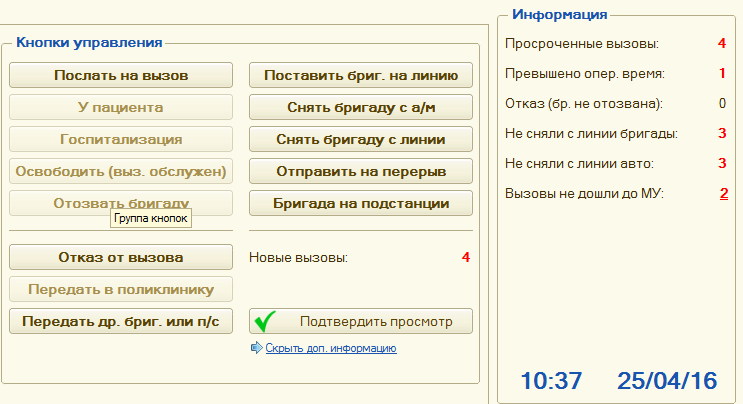 Кнопки управления
Послать на вызов
У пациента
Госпитализация
Освободить (выз. обслужен)
Отозвать бригаду
Группа кнопок
Отказ от вызова
Передать в поликлинику
Передать др. бриг. или п/с
Поставить бриг. на линию
Снять бригаду с а/м
Снять бригаду с линии
Отправить на перерыв
Бригада на подстанции
Новые вызовы: 4
Подтвердить просмотр
Скрыть доп. информацию
Информация
Просроченные вызовы: 4
Превышено опер. время: 1
Отказ (бр. не отозвана): 0
Не сняли с линии бригады: 3
Не сняли с линии авто: 3
Вызовы не дошли до МУ: 2
10:37 25/04/16